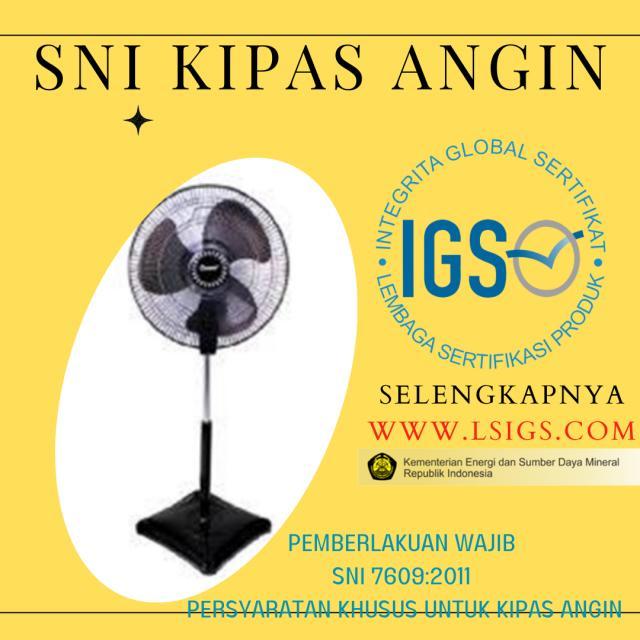 SNI KIPAS ANGIN
INTEGRITA GLOBAL SERTIFIKAT
IGS
LEMBAGA SERTIFIKASI PRODUK
SELENGKAPNYA
WWW.LSIGS.COM
Kementerian Energi dan Sumber Daya Mineral
Republik Indonesia
PEMBERLAKUAN WAJIB
SNI 7609:2011
PERSYARATAN KHUSUS UNTUK KIPAS ANGIN